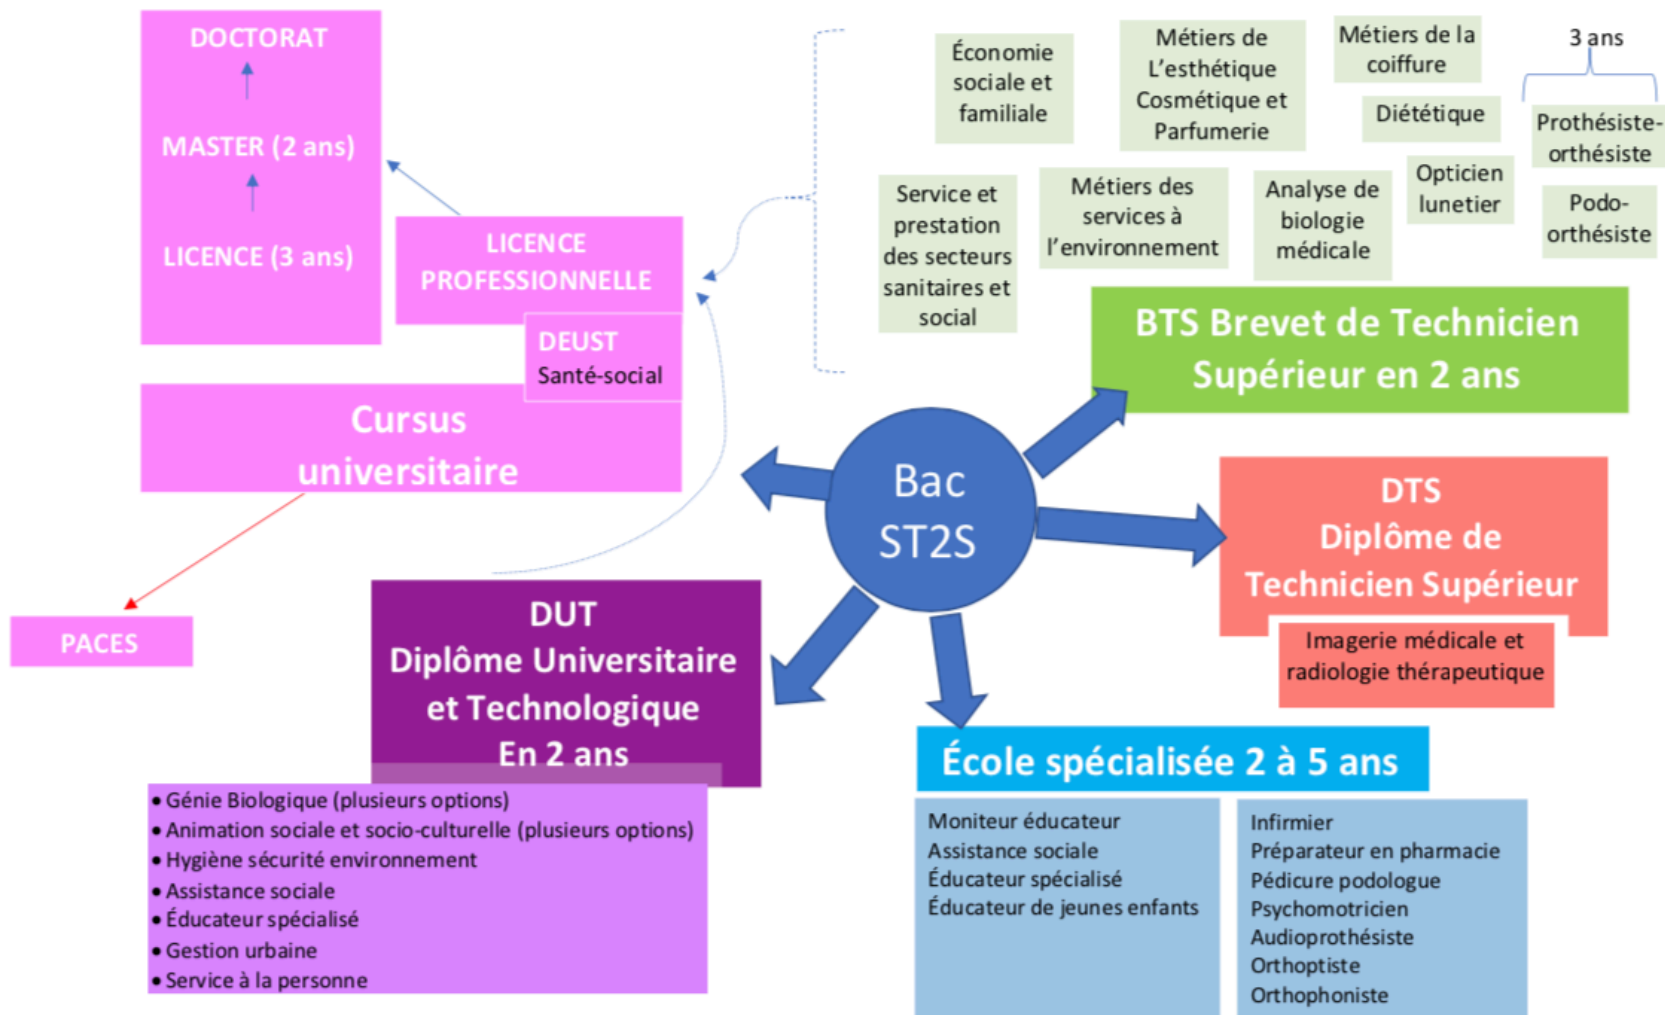 DOCTORAT
MASTER (2 ans)
LICENCE (3 ans)
LICENCE
PROFESSIONNELLE
DEUST
Santé-social
Cursus
universitaire
PACES
Économie
sociale et
familiale
Métiers de
L’esthétique
Cosmétique et
Parfumerie
Métiers de la
coiffure
Diététique
3 ans
Prothésiste-
orthésiste
Service et
prestation
des secteurs
sanitaires et
social
Métiers des
services à
l’environnement
Analyse de
biologie
médicale
Opticien
lunetier
Podo-
orthésiste
BTS Brevet de Technicien
Supérieur en 2 ans
Bac
ST2S
DTS
Diplôme de
Technicien Supérieur
Imagerie médicale et
radiologie thérapeutique
DUT
Diplôme Universitaire
et Technologique
En 2 ans
• Génie Biologique (plusieurs options)
• Animation sociale et socio-culturelle (plusieurs options)
• Hygiène sécurité environnement
• Assistance sociale
• Éducateur spécialisé
• Gestion urbaine
• Service à la personne
École spécialisée 2 à 5 ans
Moniteur éducateur
Assistance sociale
Éducateur spécialisé
Éducateur de jeunes enfants
Infirmier
Préparateur en pharmacie
Pédicure podologue
Psychomotricien
Audioprothésiste
Orthoptiste
Orthophoniste